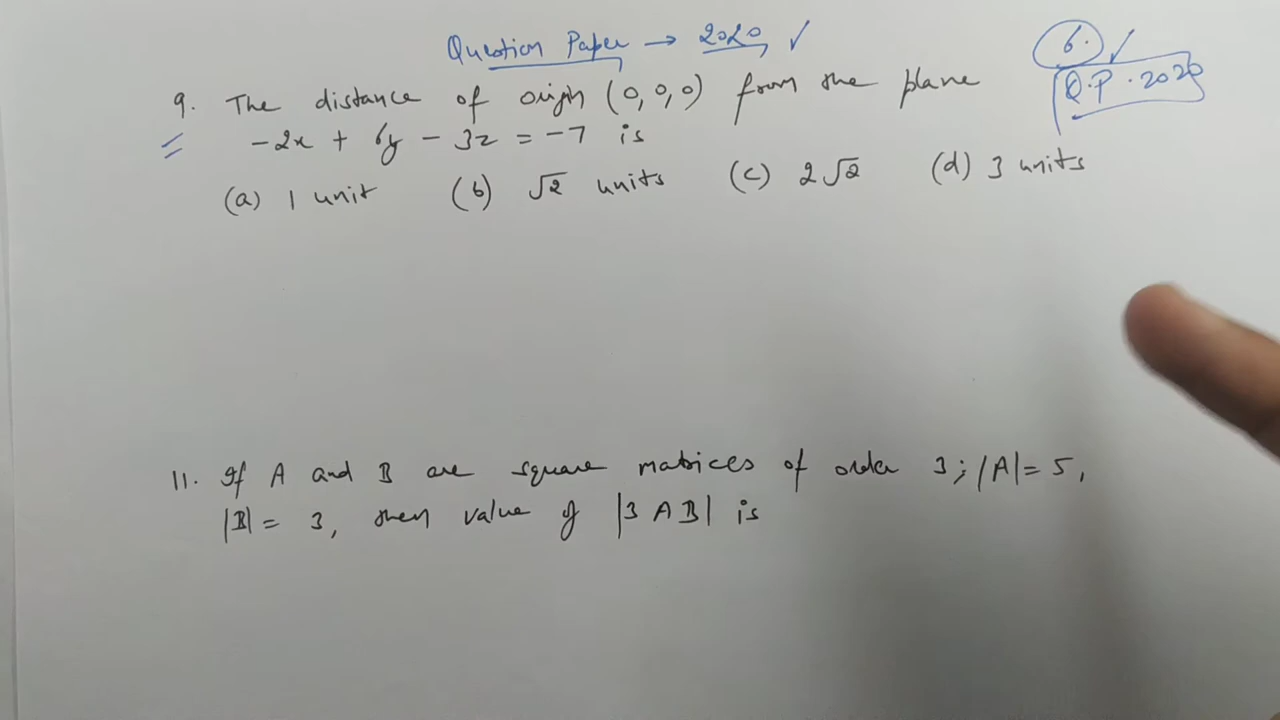 Question Paper → 2020 ✓
6. ✓
Q.P. 2020
9. The distance of origin (0,0,0) from the plane
-2x + 6y - 3z = -7 is
(a) 1 unit (b) √2 units (c) 2√2 (d) 3 units
11. If A and B are square matrices of order 3; |A| = 5,
|B| = 3, then value of |3AB| is